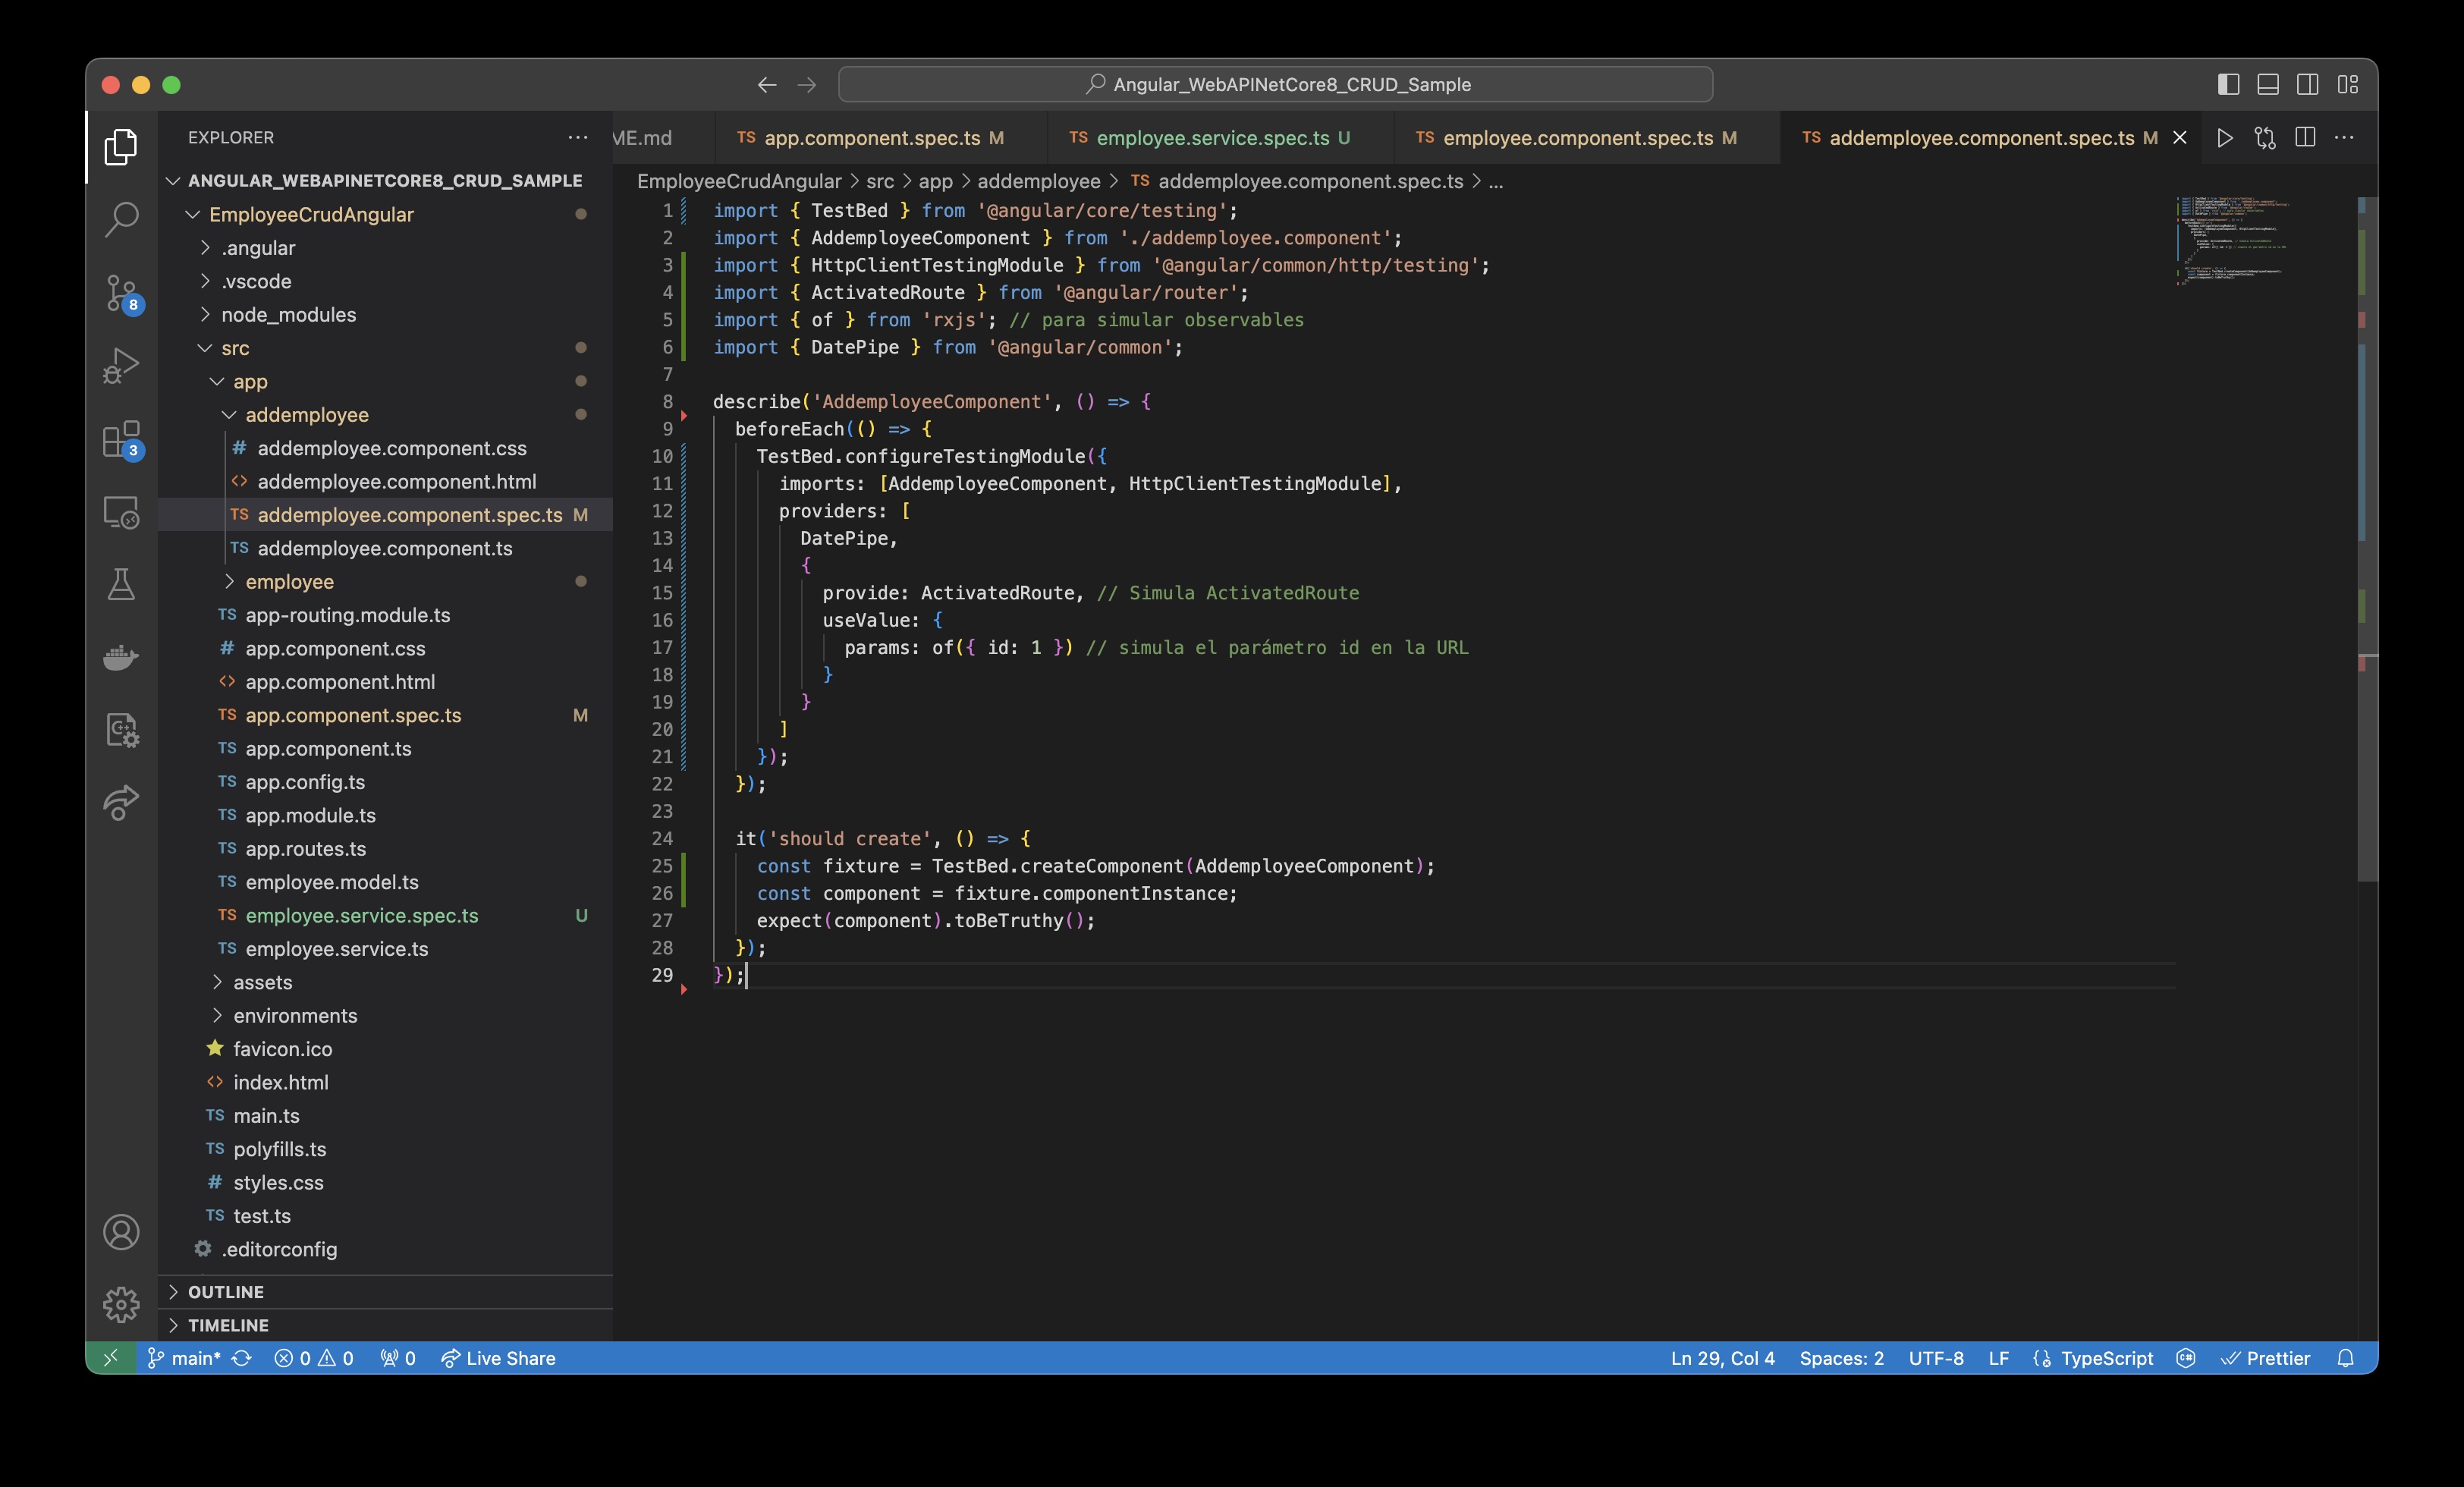 Angular_WebAPINetCore8_CRUD_Sample
EXPLORER
ME.md
TS app.component.spec.ts M
TS employee.service.spec.ts U
TS employee.component.spec.ts M
TS addemployee.component.spec.ts M
ANGULAR_WEBAPINETCORE8_CRUD_SAMPLE
EmployeeCrudAngular
.angular
.vscode
node_modules
src
app
addemployee
# addemployee.component.css
<> addemployee.component.html
TS addemployee.component.spec.ts M
TS addemployee.component.ts
employee
TS app-routing.module.ts
# app.component.css
<> app.component.html
TS app.component.spec.ts M
TS app.component.ts
TS app.config.ts
TS app.module.ts
TS app.routes.ts
TS employee.model.ts
TS employee.service.spec.ts U
TS employee.service.ts
assets
environments
favicon.ico
<> index.html
TS main.ts
TS polyfills.ts
# styles.css
TS test.ts
.editorconfig
OUTLINE
TIMELINE
8
3
EmployeeCrudAngular > src > app > addemployee > TS addemployee.component.spec.ts > ...
1 import { TestBed } from '@angular/core/testing';
2 import { AddemployeeComponent } from './addemployee.component';
3 import { HttpClientTestingModule } from '@angular/common/http/testing';
4 import { ActivatedRoute } from '@angular/router';
5 import { of } from 'rxjs'; // para simular observables
6 import { DatePipe } from '@angular/common';
7
8 describe('AddemployeeComponent', () => {
9 beforeEach(() => {
10 TestBed.configureTestingModule({
11 imports: [AddemployeeComponent, HttpClientTestingModule],
12 providers: [
13 DatePipe,
14 {
15 provide: ActivatedRoute, // Simula ActivatedRoute
16 useValue: {
17 params: of({ id: 1 }) // simula el parámetro id en la URL
18 }
19 }
20 ]
21 });
22 });
23
24 it('should create', () => {
25 const fixture = TestBed.createComponent(AddemployeeComponent);
26 const component = fixture.componentInstance;
27 expect(component).toBeTruthy();
28 });
29 });
main* 0 0 0 Live Share
Ln 29, Col 4 Spaces: 2 UTF-8 LF TypeScript Prettier